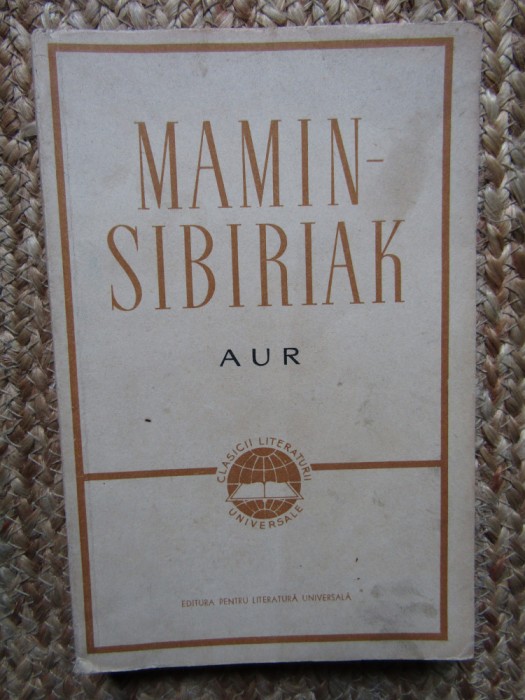 MAMIN-
SIBIRIAK
AUR
CLASICII LITERATURII
UNIVERSALE
EDITURA PENTRU LITERATURĂ UNIVERSALĂ